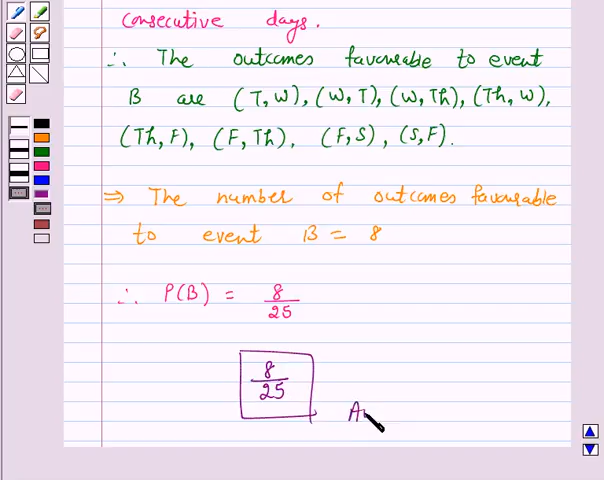 consecutive days.
∴ The outcomes favourable to event
B are (T, W), (W, T), (W, Th), (Th, W),
(Th, F), (F, Th), (F, S), (S, F).
⇒ The number of outcomes favourable
to event B = 8
∴ P(B) = 8/25
8/25
A